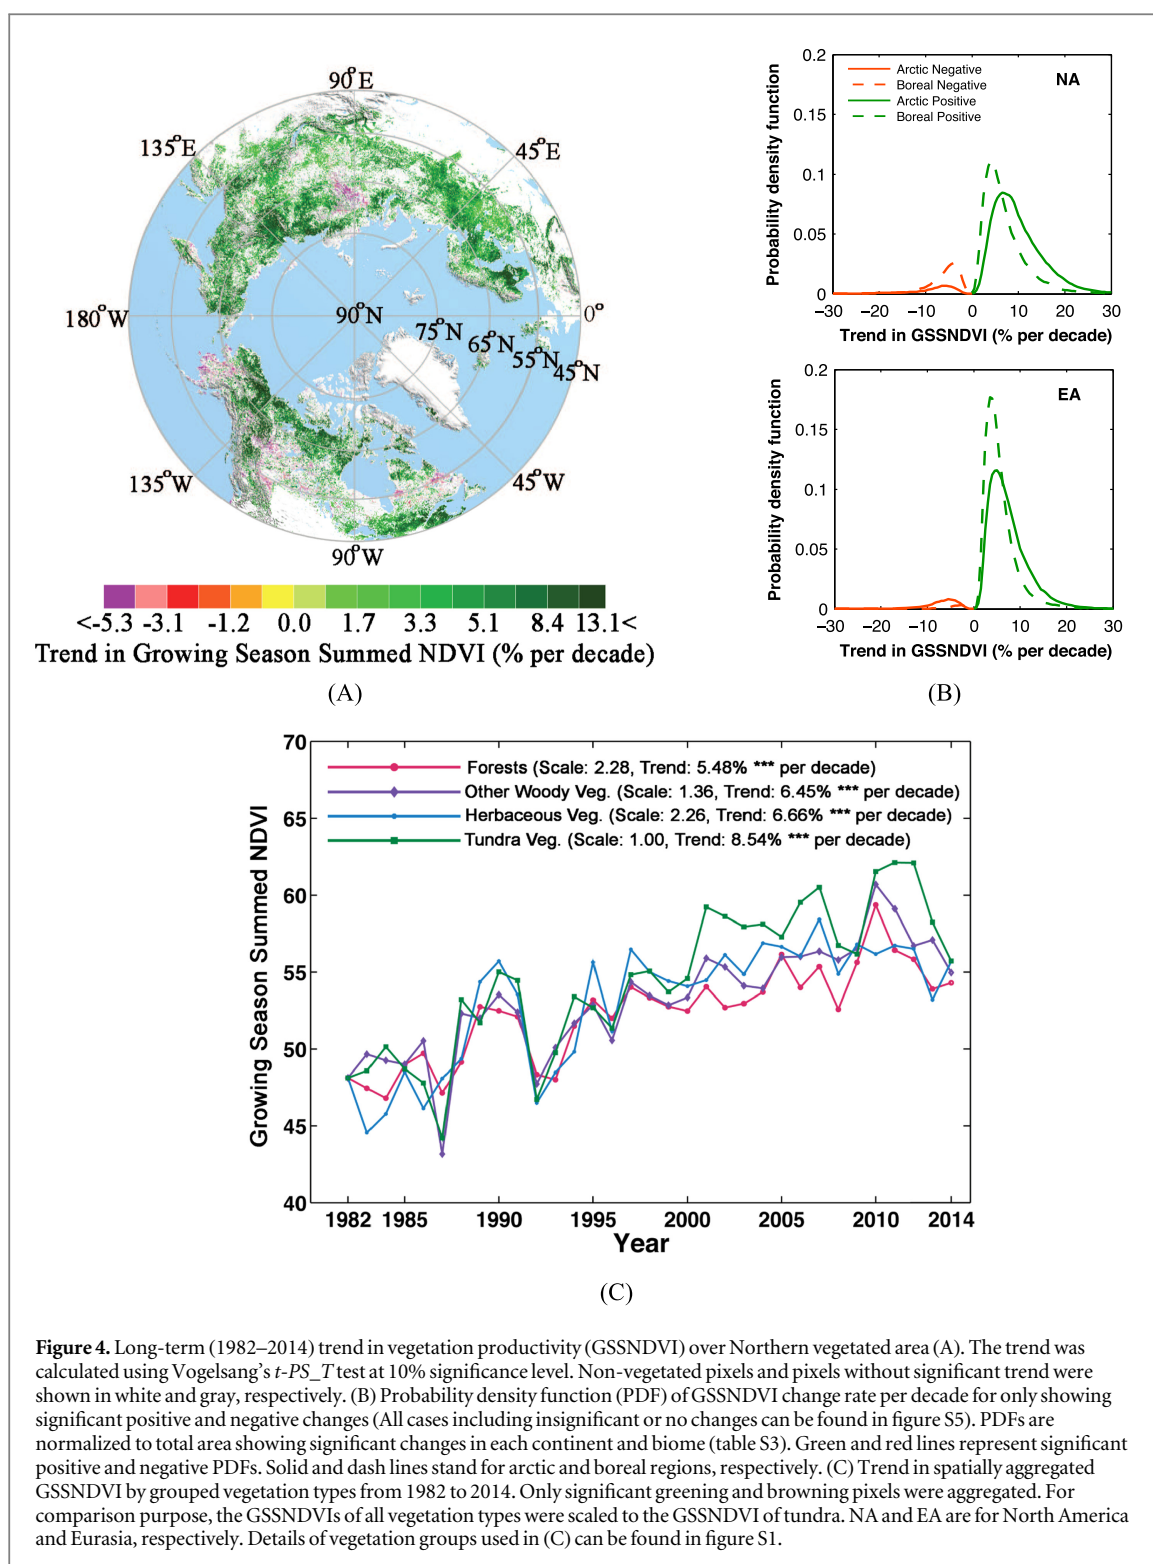 90°E
135°E
45°E
180°W
90°N
0°
75°N
65°N
55°N
45°N
135°W
45°W
90°W
<-5.3 -3.1 -1.2 0.0 1.7 3.3 5.1 8.4 13.1<
Trend in Growing Season Summed NDVI (% per decade)
(A)
0.2
0.15
0.1
0.05
0
Probability density function
Arctic Negative
Boreal Negative
Arctic Positive
Boreal Positive
NA
−30 −20 −10 0 10 20 30
Trend in GSSNDVI (% per decade)
0.2
0.15
0.1
0.05
0
Probability density function
EA
−30 −20 −10 0 10 20 30
Trend in GSSNDVI (% per decade)
(B)
70
65
60
55
50
45
40
Growing Season Summed NDVI
Forests (Scale: 2.28, Trend: 5.48% *** per decade)
Other Woody Veg. (Scale: 1.36, Trend: 6.45% *** per decade)
Herbaceous Veg. (Scale: 2.26, Trend: 6.66% *** per decade)
Tundra Veg. (Scale: 1.00, Trend: 8.54% *** per decade)
1982 1985 1990 1995 2000 2005 2010 2014
Year
(C)
Figure 4. Long-term (1982–2014) trend in vegetation productivity (GSSNDVI) over Northern vegetated area (A). The trend was
calculated using Vogelsang's t-PS_T test at 10% significance level. Non-vegetated pixels and pixels without significant trend were
shown in white and gray, respectively. (B) Probability density function (PDF) of GSSNDVI change rate per decade for only showing
significant positive and negative changes (All cases including insignificant or no changes can be found in figure S5). PDFs are
normalized to total area showing significant changes in each continent and biome (table S3). Green and red lines represent significant
positive and negative PDFs. Solid and dash lines stand for arctic and boreal regions, respectively. (C) Trend in spatially aggregated
GSSNDVI by grouped vegetation types from 1982 to 2014. Only significant greening and browning pixels were aggregated. For
comparison purpose, the GSSNDVIs of all vegetation types were scaled to the GSSNDVI of tundra. NA and EA are for North America
and Eurasia, respectively. Details of vegetation groups used in (C) can be found in figure S1.